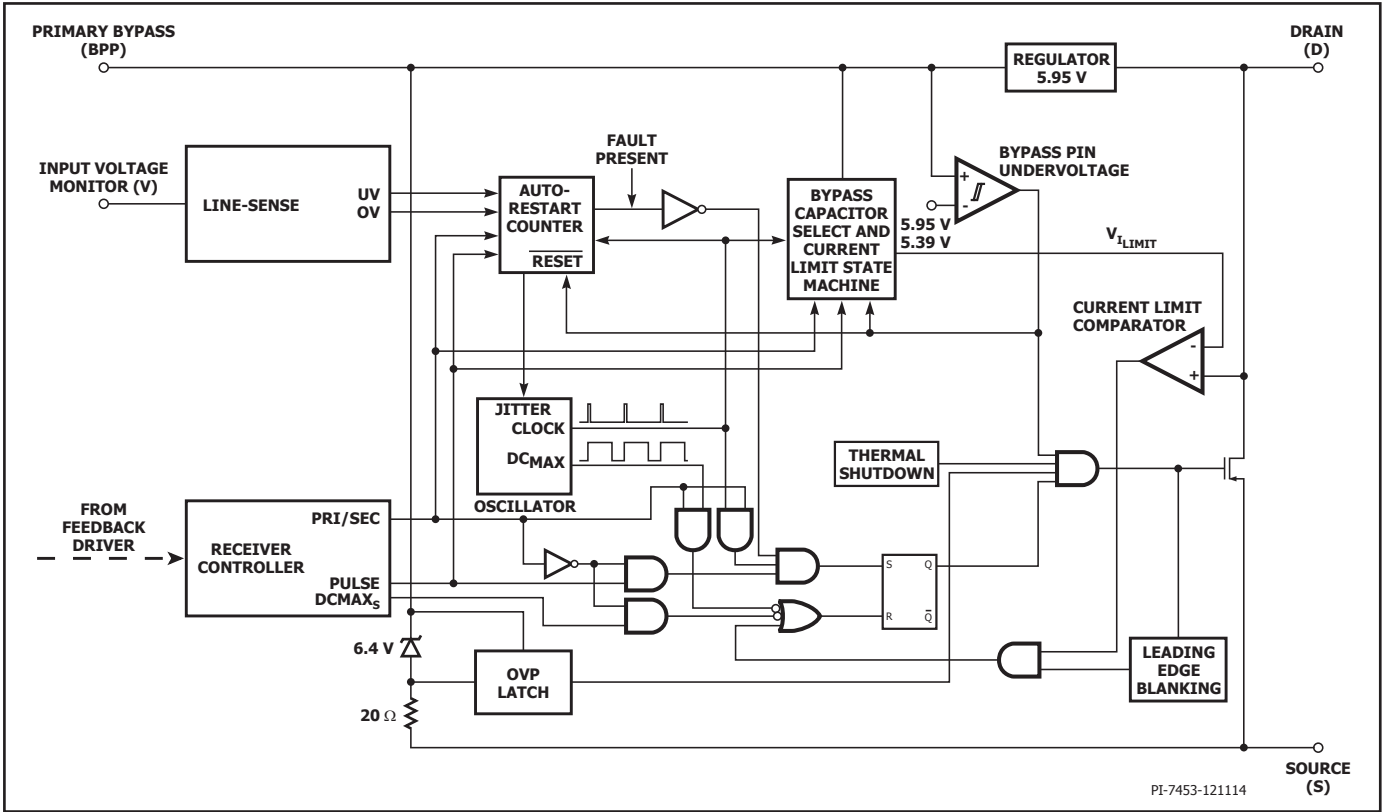 PRIMARY BYPASS
(BPP)
DRAIN
(D)
REGULATOR
5.95 V
INPUT VOLTAGE
MONITOR (V)
LINE-SENSE
UV
OV
AUTO-
RESTART
COUNTER
RESET
FAULT
PRESENT
BYPASS
CAPACITOR
SELECT AND
CURRENT
LIMIT STATE
MACHINE
+
-
5.95 V
5.39 V
BYPASS PIN
UNDERVOLTAGE
VILIMIT
CURRENT LIMIT
COMPARATOR
-
+
JITTER
CLOCK
DCMAX
OSCILLATOR
THERMAL
SHUTDOWN
FROM
FEEDBACK
DRIVER
RECEIVER
CONTROLLER
PRI/SEC
PULSE
DCMAXS
S Q
R Q̅
6.4 V
OVP
LATCH
20 Ω
LEADING
EDGE
BLANKING
SOURCE
(S)
PI-7453-121114